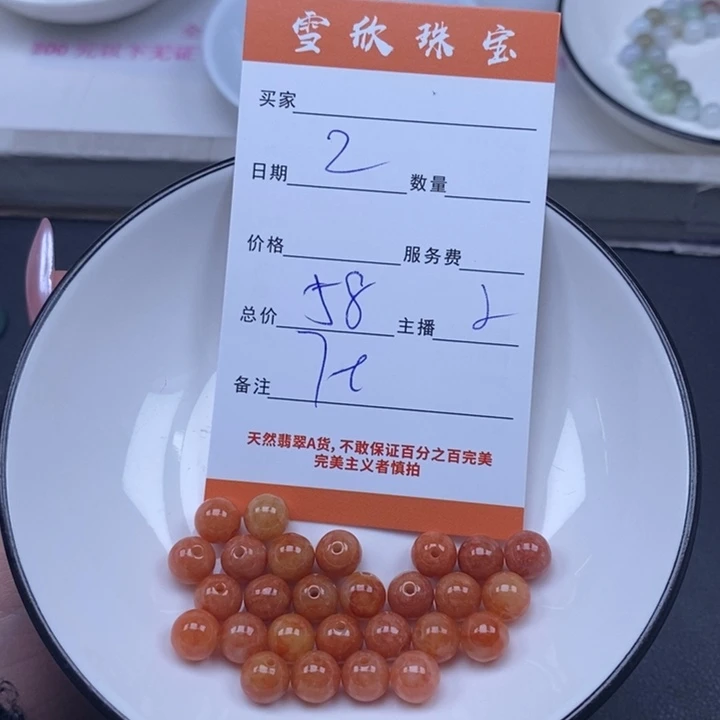 雪欣珠宝
买家
日期 2 数量
价格 服务费
总价 58 主播
备注
天然翡翠A货,不敢保证百分之百完美
完美主义者慎拍